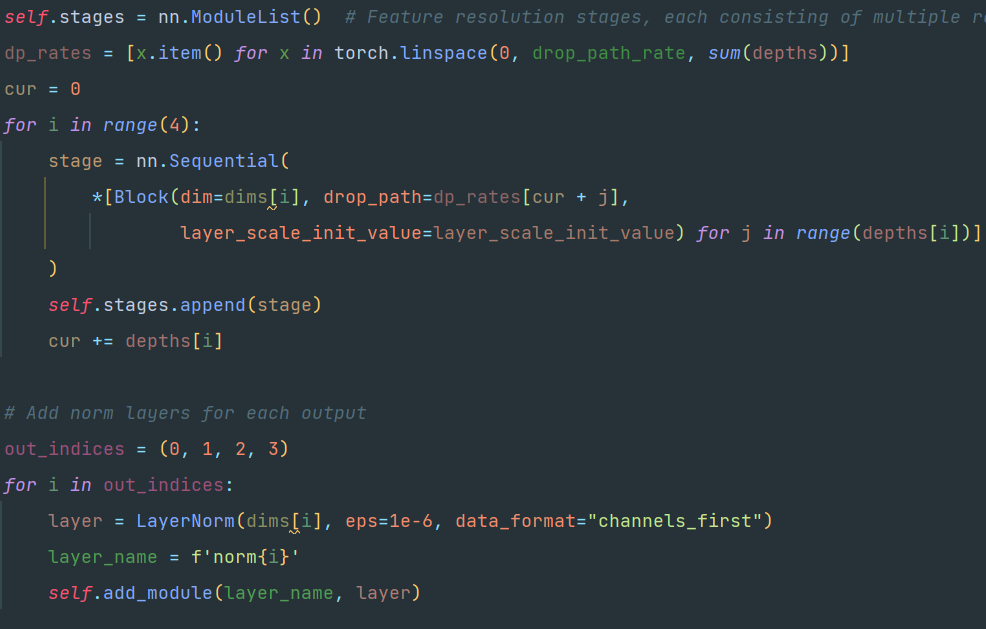 self.stages = nn.ModuleList()  # Feature resolution stages, each consisting of multiple
dp_rates = [x.item() for x in torch.linspace(0, drop_path_rate, sum(depths))]
cur = 0
for i in range(4):
    stage = nn.Sequential(
        *[Block(dim=dims[i], drop_path=dp_rates[cur + j],
                layer_scale_init_value=layer_scale_init_value) for j in range(depths[i])]
    )
    self.stages.append(stage)
    cur += depths[i]
# Add norm layers for each output
out_indices = (0, 1, 2, 3)
for i in out_indices:
    layer = LayerNorm(dims[i], eps=1e-6, data_format="channels_first")
    layer_name = f'norm{i}'
    self.add_module(layer_name, layer)